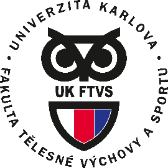 • UNIVERZITA KARLOVA •
FAKULTA TĚLESNÉ VÝCHOVY A SPORTU
UK FTVS